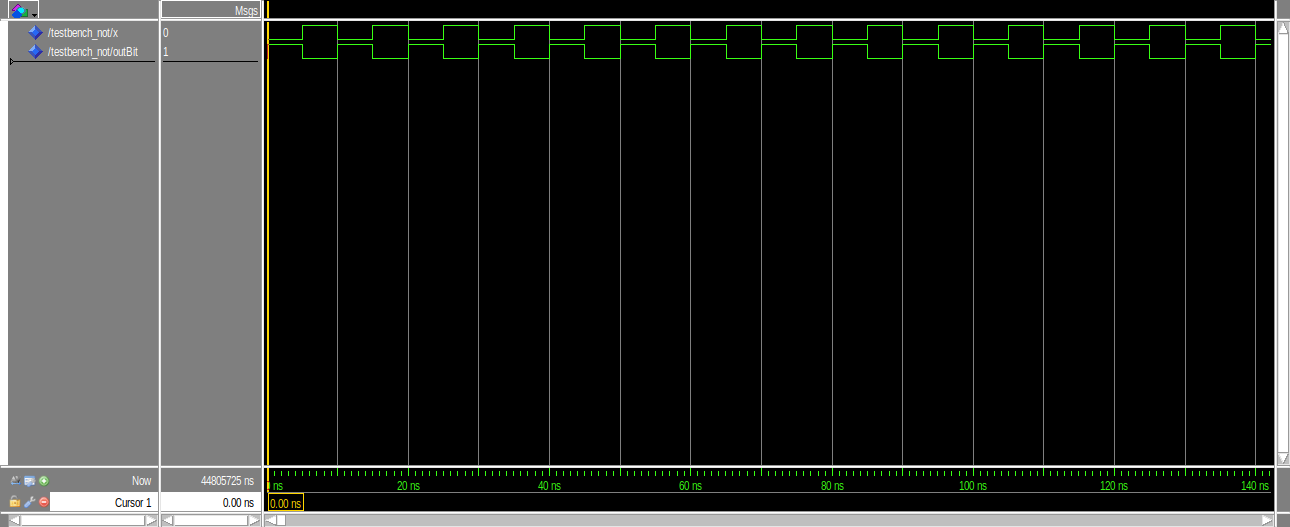 Msgs
/testbench_not/x 0
/testbench_not/outBit 1
Now 44805725 ns
ns 20 ns 40 ns 60 ns 80 ns 100 ns 120 ns 140 ns
Cursor 1 0.00 ns 0.00 ns